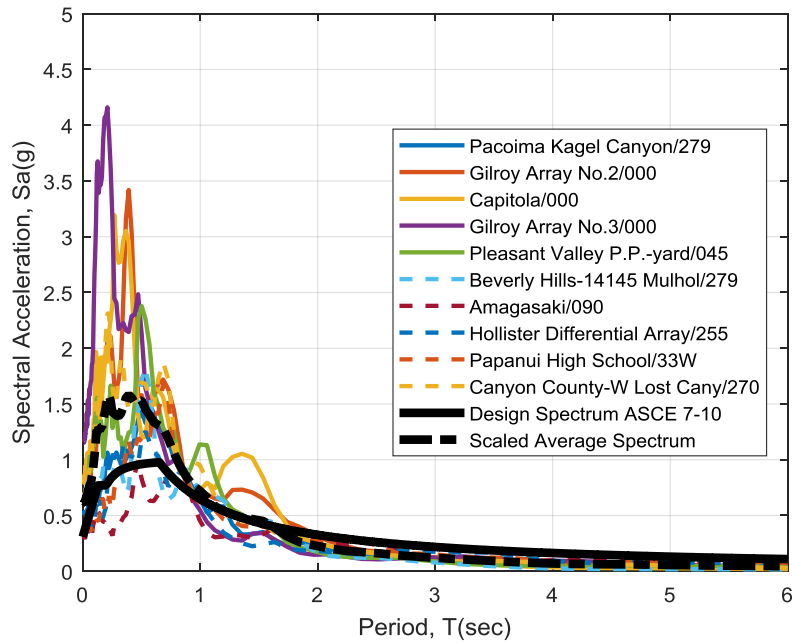 5
4.5
4
3.5
3
2.5
2
1.5
1
0.5
0
Spectral Acceleration, Sa(g)
Pacoima Kagel Canyon/279
Gilroy Array No.2/000
Capitola/000
Gilroy Array No.3/000
Pleasant Valley P.P.-yard/045
Beverly Hills-14145 Mulhol/279
Amagasaki/090
Hollister Differential Array/255
Papanui High School/33W
Canyon County-W Lost Cany/270
Design Spectrum ASCE 7-10
Scaled Average Spectrum
0 1 2 3 4 5 6
Period, T(sec)